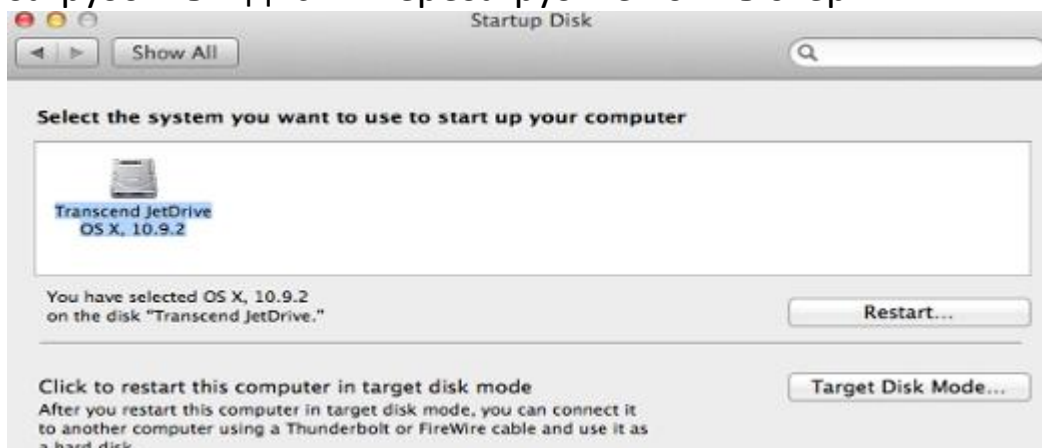 Startup Disk
Show All
Select the system you want to use to start up your computer
Transcend JetDrive
OS X, 10.9.2
You have selected OS X, 10.9.2
on the disk "Transcend JetDrive."
Restart...
Click to restart this computer in target disk mode
Target Disk Mode...
After you restart this computer in target disk mode, you can connect it
to another computer using a Thunderbolt or FireWire cable and use it as
a hard disk